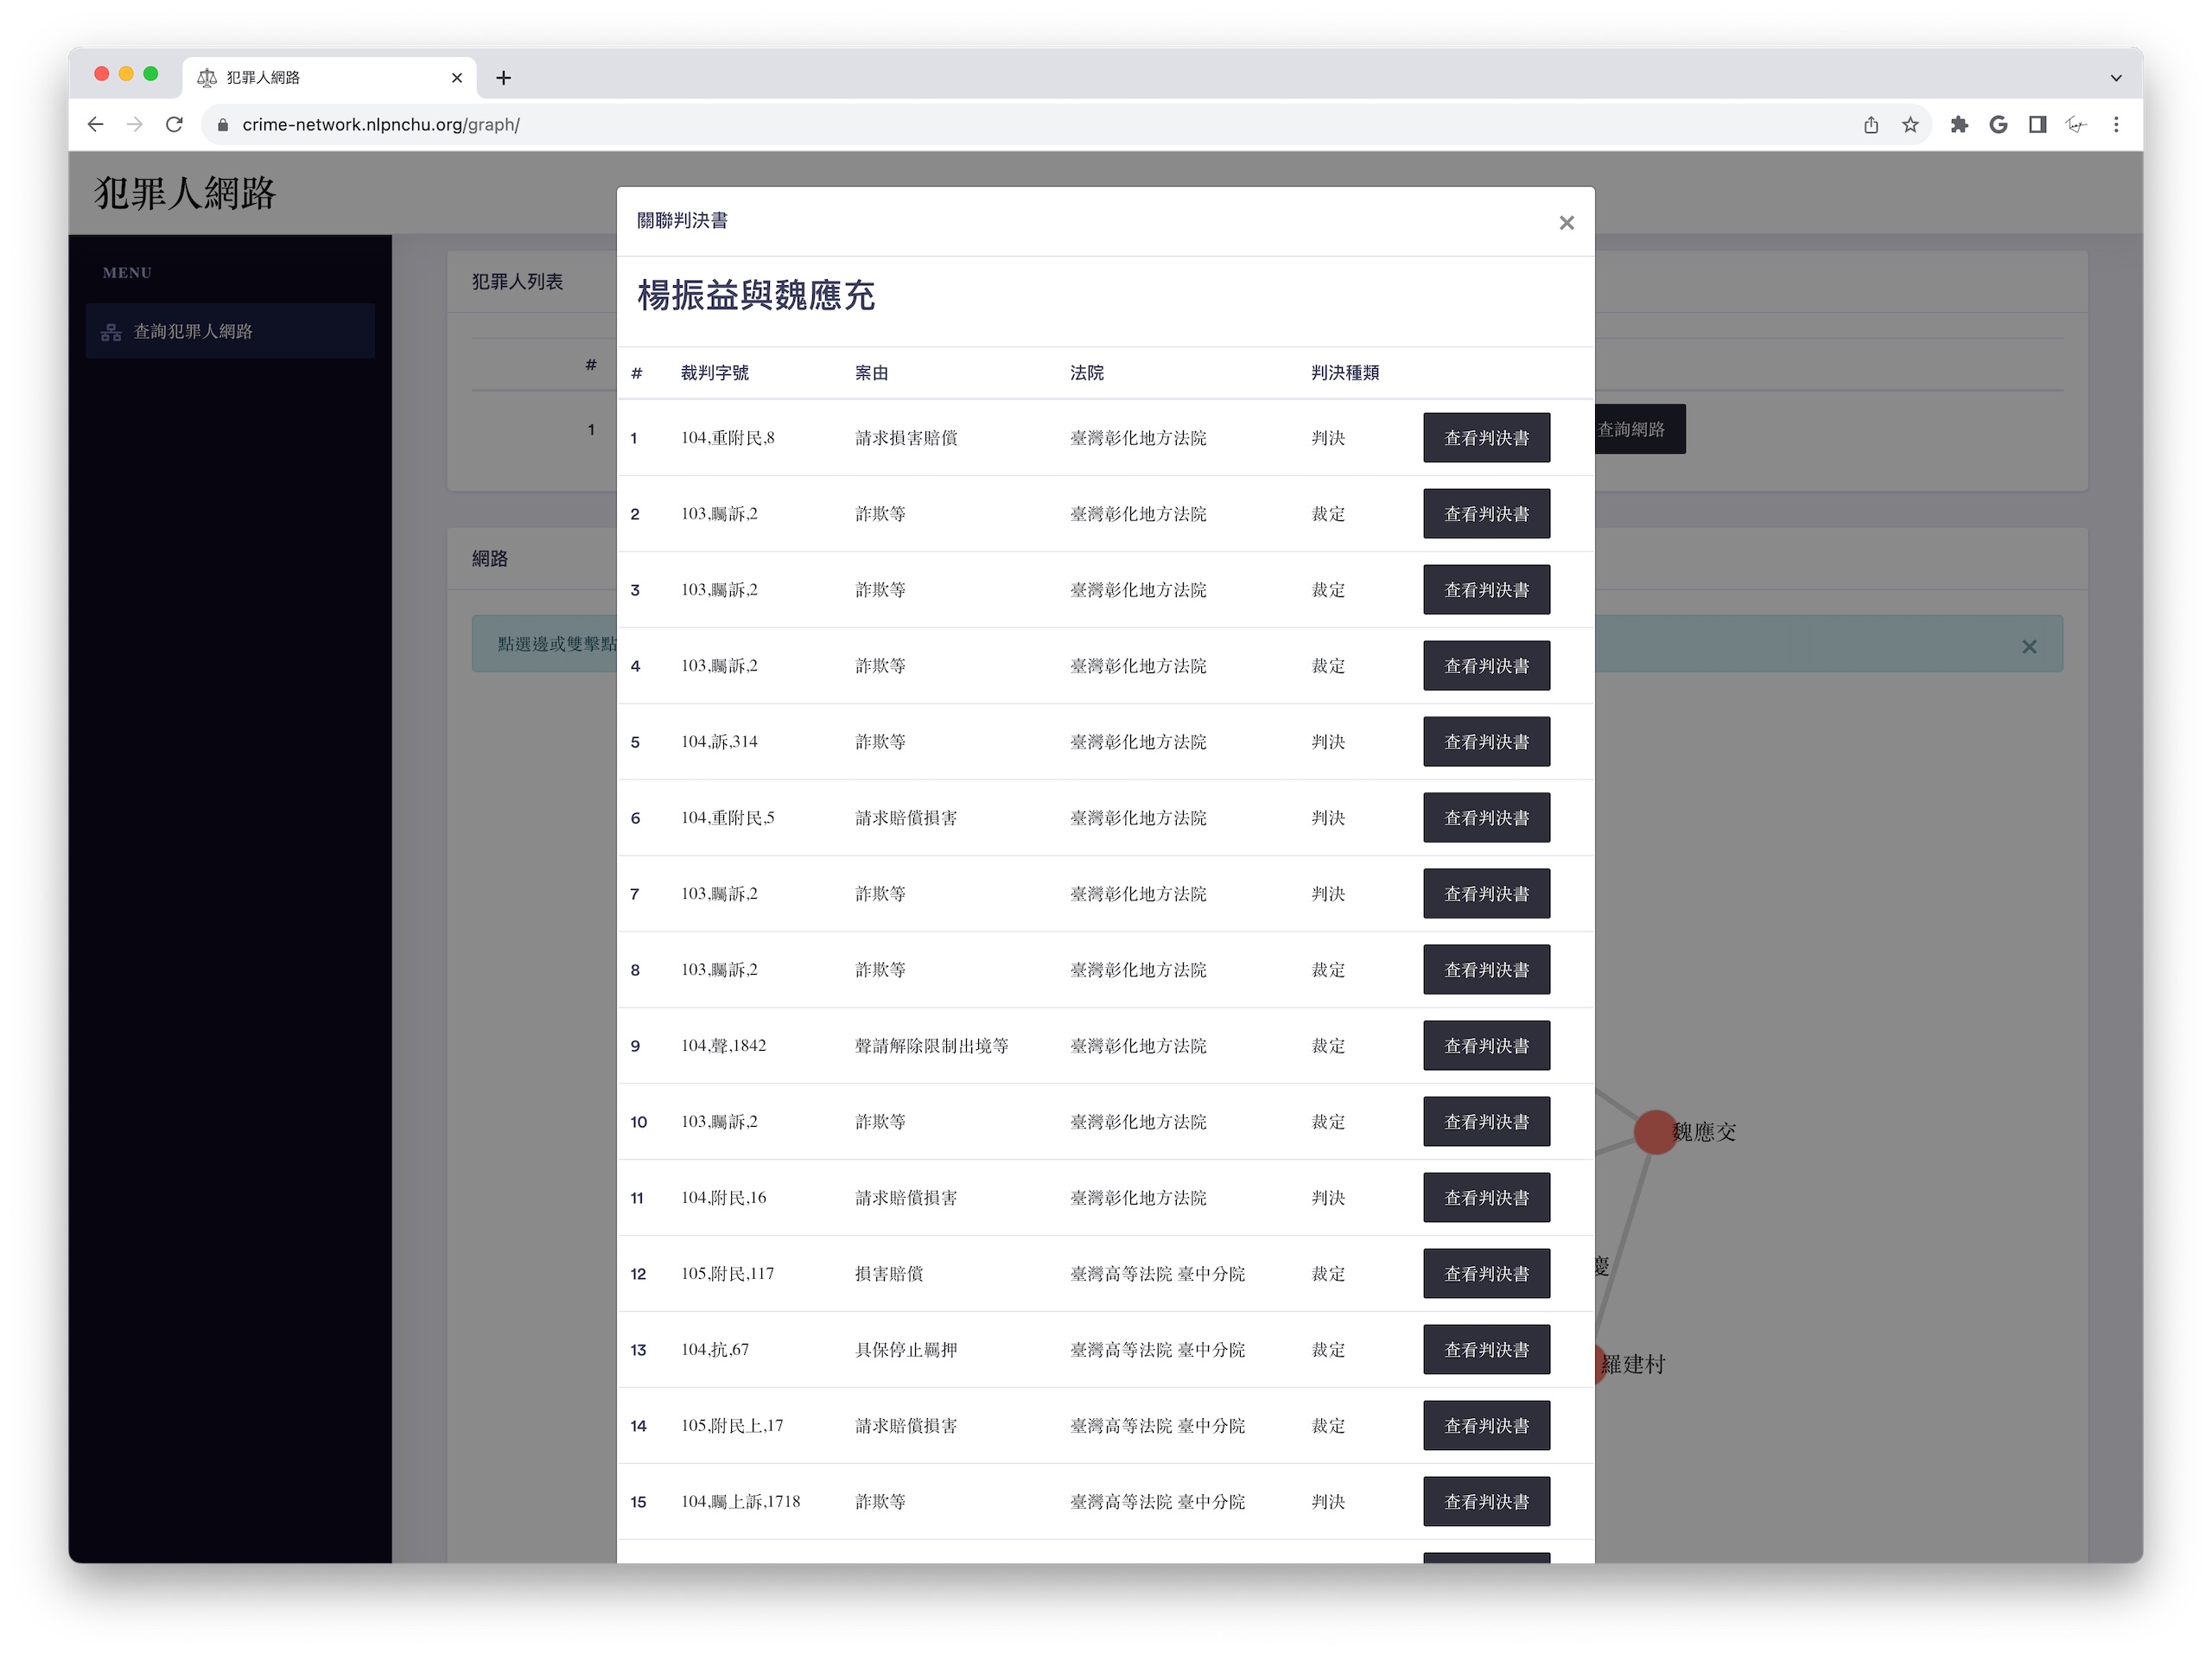 犯罪人網路
crime-network.nlpnchu.org/graph/
犯罪人網路
MENU
查詢犯罪人網路
犯罪人列表
#
1
查詢網路
網路
點選邊或雙擊點
關聯判決書
楊振益與魏應充
# 裁判字號 案由 法院 判決種類
1 104,重附民,8 請求損害賠償 臺灣彰化地方法院 判決 查看判決書
2 103,矚訴,2 詐欺等 臺灣彰化地方法院 裁定 查看判決書
3 103,矚訴,2 詐欺等 臺灣彰化地方法院 裁定 查看判決書
4 103,矚訴,2 詐欺等 臺灣彰化地方法院 裁定 查看判決書
5 104,訴,314 詐欺等 臺灣彰化地方法院 判決 查看判決書
6 104,重附民,5 請求賠償損害 臺灣彰化地方法院 判決 查看判決書
7 103,矚訴,2 詐欺等 臺灣彰化地方法院 判決 查看判決書
8 103,矚訴,2 詐欺等 臺灣彰化地方法院 裁定 查看判決書
9 104,聲,1842 聲請解除限制出境等 臺灣彰化地方法院 裁定 查看判決書
10 103,矚訴,2 詐欺等 臺灣彰化地方法院 裁定 查看判決書
11 104,附民,16 請求賠償損害 臺灣彰化地方法院 判決 查看判決書
12 105,附民,117 損害賠償 臺灣高等法院 臺中分院 裁定 查看判決書
13 104,抗,67 具保停止羈押 臺灣高等法院 臺中分院 裁定 查看判決書
14 105,附民上,17 請求賠償損害 臺灣高等法院 臺中分院 裁定 查看判決書
15 104,矚上訴,1718 詐欺等 臺灣高等法院 臺中分院 判決 查看判決書
魏應交
慶
羅建村